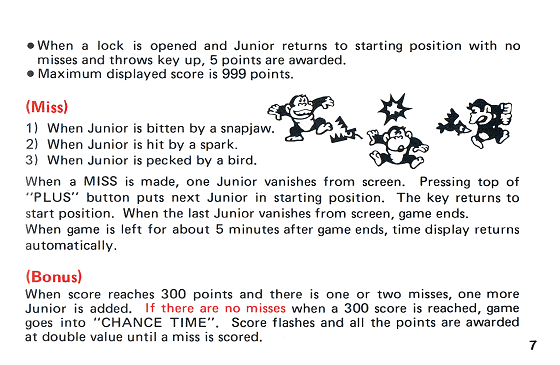 ● When a lock is opened and Junior returns to starting position with no
misses and throws key up, 5 points are awarded.
● Maximum displayed score is 999 points.
(Miss)
1) When Junior is bitten by a snapjaw.
2) When Junior is hit by a spark.
3) When Junior is pecked by a bird.
When a MISS is made, one Junior vanishes from screen. Pressing top of
"PLUS" button puts next Junior in starting position. The key returns to
start position. When the last Junior vanishes from screen, game ends.
When game is left for about 5 minutes after game ends, time display returns
automatically.
(Bonus)
When score reaches 300 points and there is one or two misses, one more
Junior is added. If there are no misses when a 300 score is reached, game
goes into "CHANCE TIME". Score flashes and all the points are awarded
at double value until a miss is scored.
7